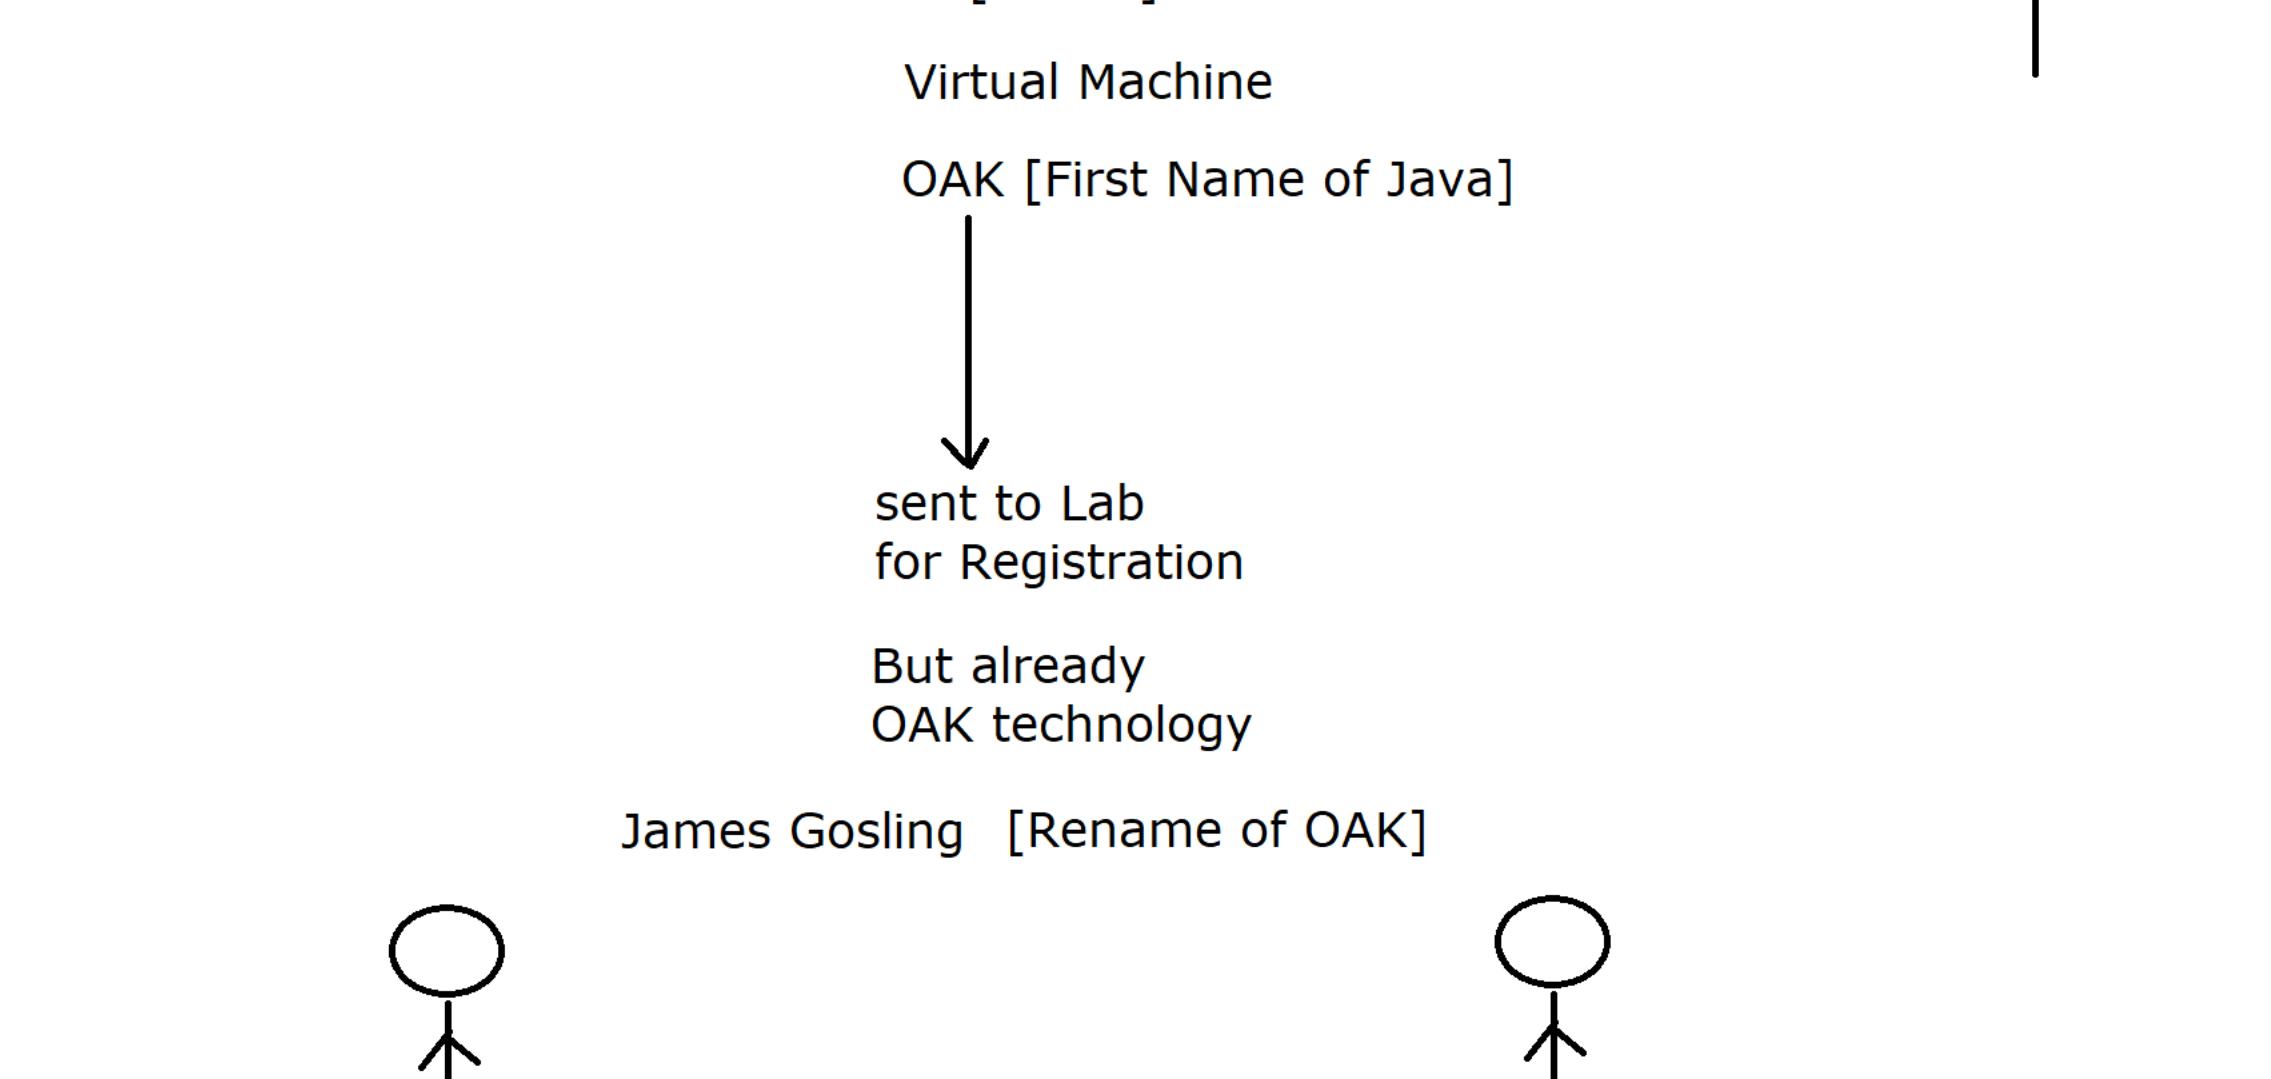 Virtual Machine
OAK [First Name of Java]
sent to Lab
for Registration
But already
OAK technology
James Gosling [Rename of OAK]